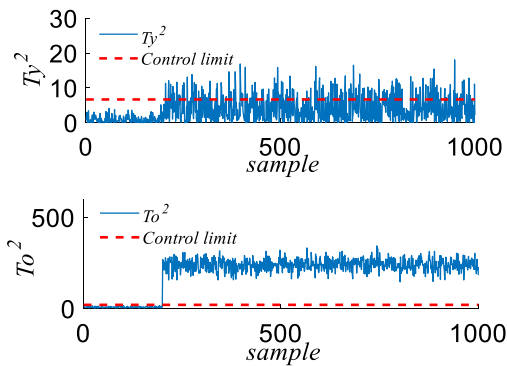 30
20
10
0
Ty²
Ty²
Control limit
0 500 1000
sample
500
0
To²
To²
Control limit
0 500 1000
sample